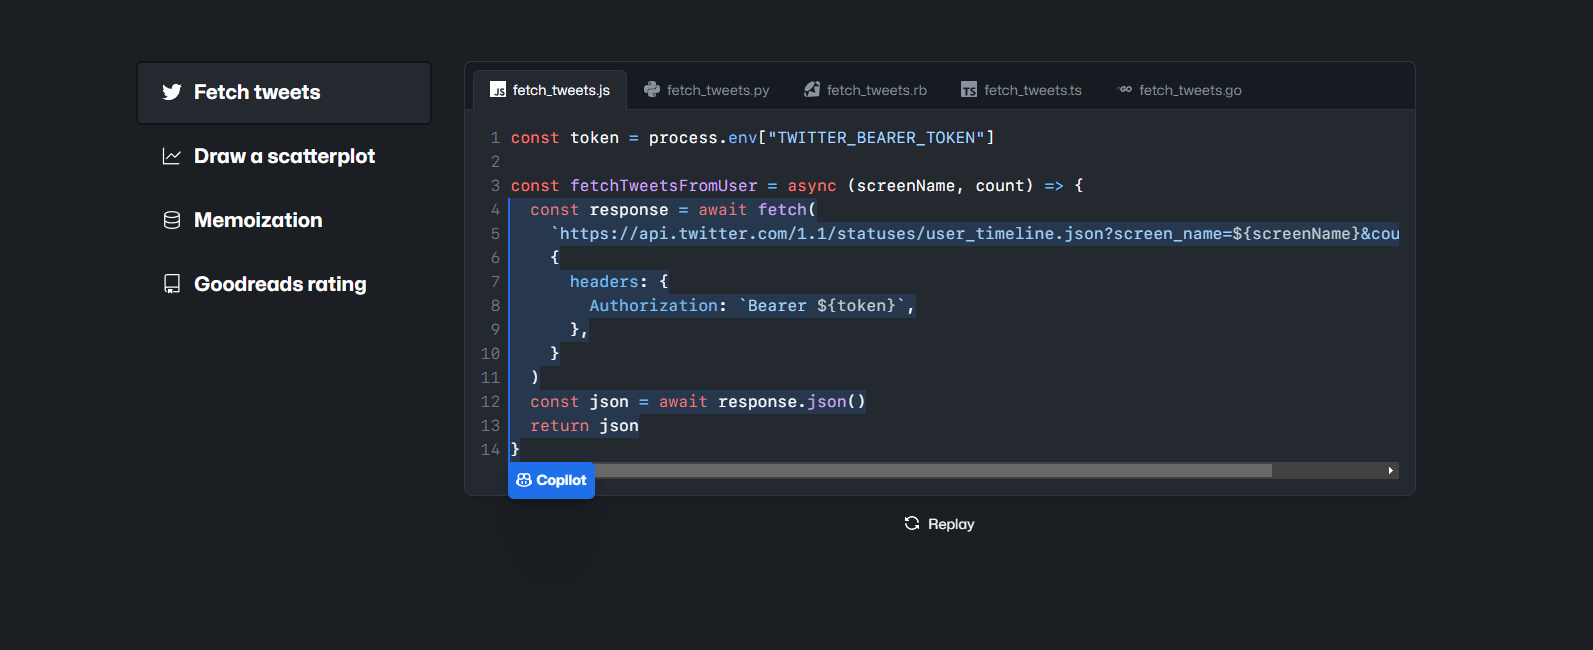 Fetch tweets
Draw a scatterplot
Memoization
Goodreads rating
JS fetch_tweets.js
fetch_tweets.py
fetch_tweets.rb
TS fetch_tweets.ts
GO fetch_tweets.go
1 const token = process.env["TWITTER_BEARER_TOKEN"]
2
3 const fetchTweetsFromUser = async (screenName, count) => {
4   const response = await fetch(
5     `https://api.twitter.com/1.1/statuses/user_timeline.json?screen_name=${screenName}&cou
6     {
7       headers: {
8         Authorization: `Bearer ${token}`,
9       },
10     }
11   )
12   const json = await response.json()
13   return json
14 }
Copilot
Replay